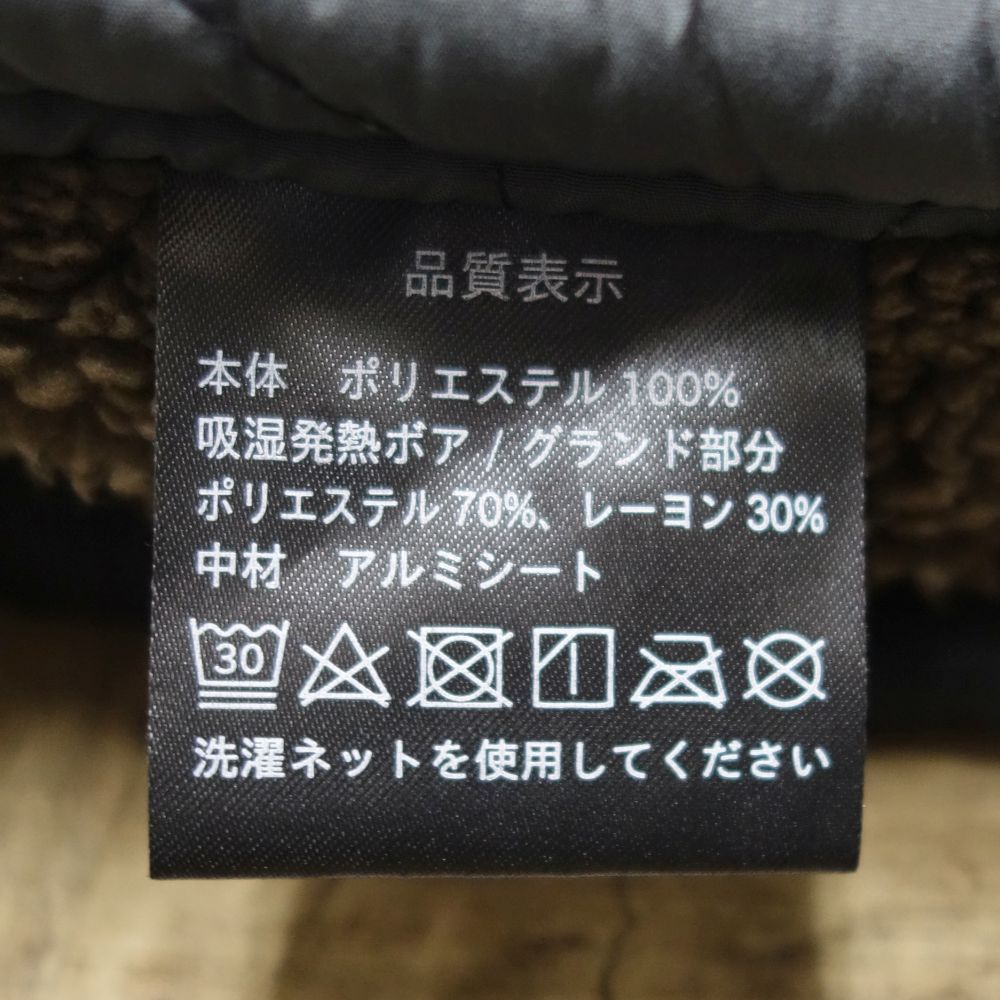 品質表示
本体 ポリエステル 100%
吸湿発熱ボア / グランド部分
ポリエステル 70%、レーヨン 30%
中材 アルミシート
30
洗濯ネットを使用してください